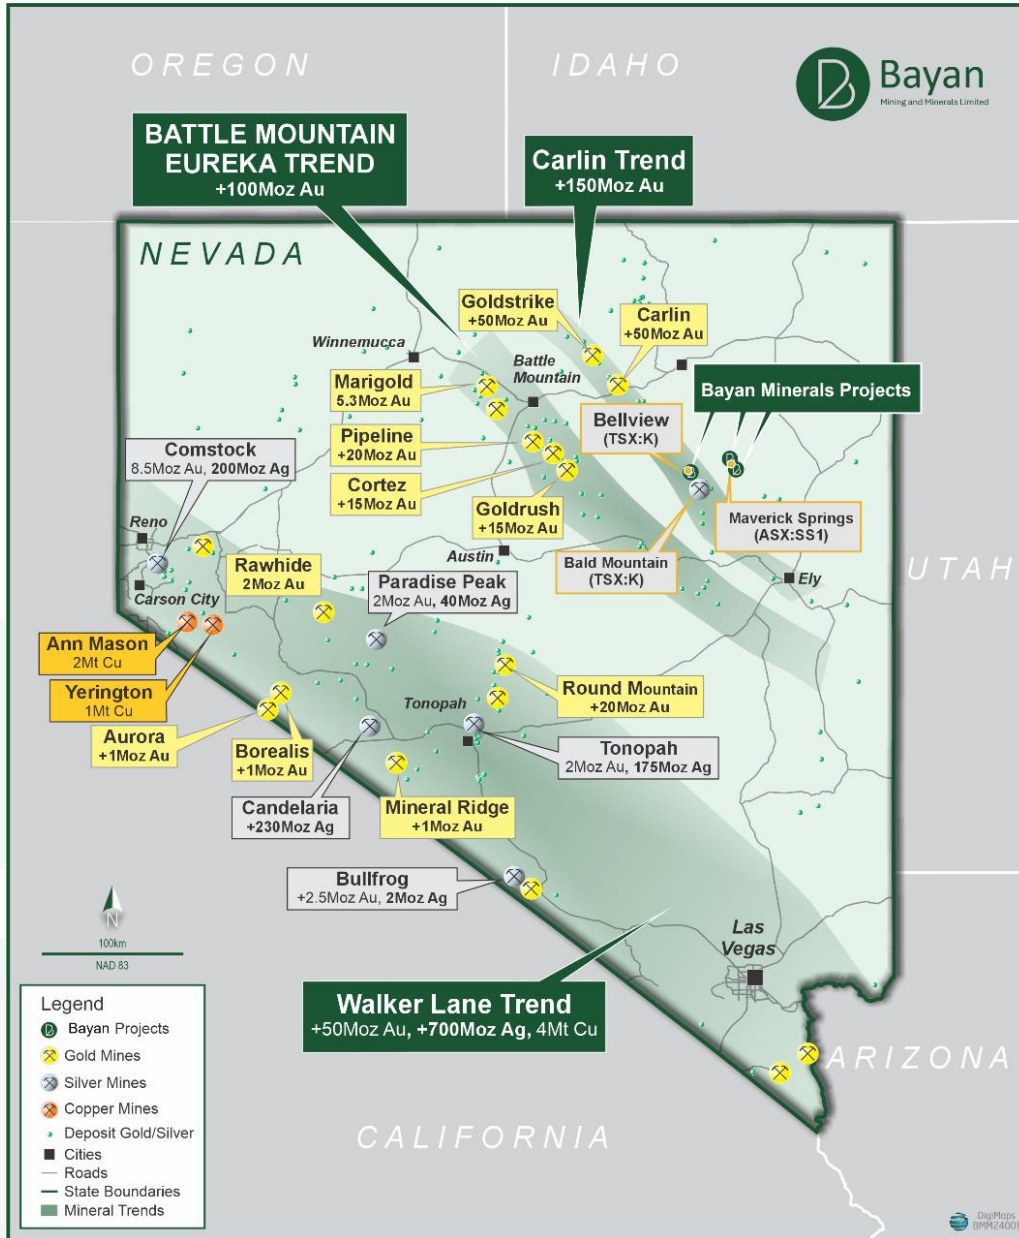 OREGON
IDAHO
Bayan
Mining and Minerals Limited
BATTLE MOUNTAIN
EUREKA TREND
+100Moz Au
Carlin Trend
+150Moz Au
NEVADA
Goldstrike
+50Moz Au
Carlin
+50Moz Au
Winnemucca
Battle
Mountain
Marigold
5.3Moz Au
Bayan Minerals Projects
Bellview
(TSX:K)
Pipeline
+20Moz Au
Comstock
8.5Moz Au, 200Moz Ag
Cortez
+15Moz Au
Goldrush
+15Moz Au
Maverick Springs
(ASX:SS1)
Reno
Austin
Bald Mountain
(TSX:K)
UTAH
Rawhide
2Moz Au
Paradise Peak
2Moz Au, 40Moz Ag
Ely
Carson City
Ann Mason
2Mt Cu
Yerington
1Mt Cu
Round Mountain
+20Moz Au
Tonopah
Aurora
+1Moz Au
Borealis
+1Moz Au
Tonopah
2Moz Au, 175Moz Ag
Candelaria
+230Moz Ag
Mineral Ridge
+1Moz Au
Bullfrog
+2.5Moz Au, 2Moz Ag
N
100km
NAD 83
Las
Vegas
Walker Lane Trend
+50Moz Au, +700Moz Ag, 4Mt Cu
Legend
Bayan Projects
Gold Mines
Silver Mines
Copper Mines
Deposit Gold/Silver
Cities
Roads
State Boundaries
Mineral Trends
ARIZONA
CALIFORNIA
DigiMaps
BMM24001